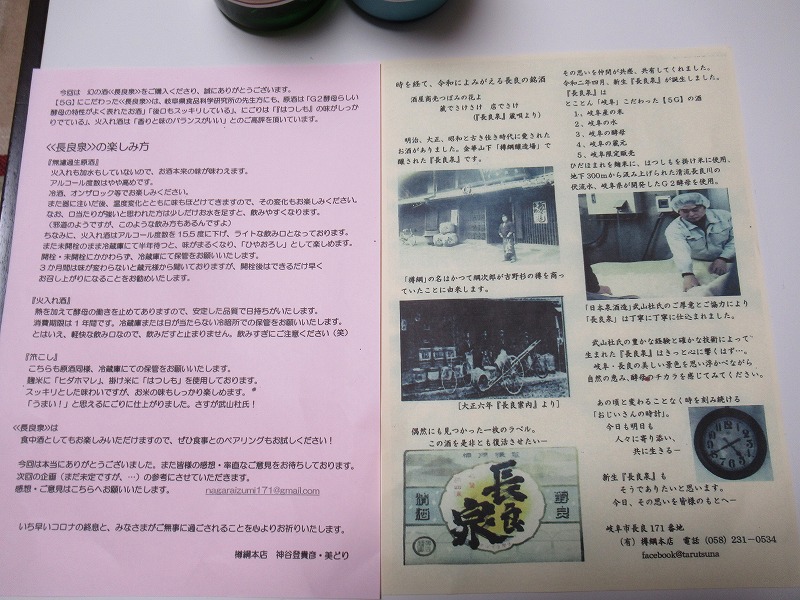 今回は 幻の酒≪長良泉≫をご購入くださり、誠にありがとうございます。
【5G】にこだわった≪長良泉≫は、岐阜県食品科学研究所の先生方にも、原酒は「G2酵母らしい
酵母の特性がよく表れたお酒」「後口もスッキリしている」、にごりは『『はつしも』の味がしっか
りでている」。火入れ酒は「香りと味のバランスがいい」とのご高評を頂いています。
≪長良泉≫の楽しみ方
『無濾過生原酒』
火入れも加水もしていないので、お酒本来の味が味わえます。
アルコール度数はやや高めです。
冷酒、オンザロック等でお楽しみください。
また器に注いだ後、温度変化とともに味もほどけてきますので、その変化もお楽しみください。
なお、口当たりが強いと思われた方は少しだけお水を足すと、飲みやすくなります。
(邪道のようですが、このような飲み方もあるんですよ)
ちなみに、火入れ酒はアルコール度数を15.5度に下げ、ライトな飲み口となっております。
また未開栓のまま冷蔵庫にて半年待つと、味がまるくなり、「ひやおろし」として楽しめます。
開栓・未開栓にかかわらず、冷蔵庫にて保管をお願いいたします。
3か月間は味が変わらないと蔵元様から聞いておりますが、開栓後はできるだけ早く
お召し上がりになることをお勧めいたします。
『火入れ酒』
熱を加えて酵母の働きを止めてありますので、安定した品質で日持ちがいたします。
消費期限は1年間です。冷蔵庫または日が当たらない冷暗所での保管をお願いいたします。
とはいえ、軽快な飲み口なので、飲みだすと止まりません。飲みすぎにご注意ください(笑)
『笊こし』
こちらも原酒同様、冷蔵庫にての保管をお願いいたします。
麹米に「ヒダホマレ」、掛け米に「はつしも」を使用しております。
スッキリとした味わいですが、お米の味もしっかり楽しめます。
「うまい!」と思えるにごりに仕上がりました。さすが武山杜氏!
≪長良泉≫は
食中酒としてもお楽しみいただけますので、ぜひ食事とのペアリングもお試しください!
今回は本当にありがとうございました。また皆様の感想・率直なご意見をお待ちしております。
次回の企画(まだ未定ですが、…)の参考にさせていただきます。
感想・ご意見はこちらへお願いいたします。 nagaraizumi171@gmail.com
いち早いコロナの終息と、みなさまがご無事に過ごされることを心よりお祈りいたします。
樽綱本店 神谷登貴彦・美どり
時を経て、令和によみがえる長良の銘酒
酒屋商売つぼみの花よ
蔵でさけさけ 店でさけ
(『長良泉』蔵唄より)
明治、大正、昭和と古き佳き時代に愛された
お酒がありました。金華山下「樽綱醸造場」で
醸された『長良泉』です。
「樽綱」の名はかつて綱次郎が吉野杉の樽を商っ
ていたことに由来します。
[大正六年『長良案内』より]
偶然にも見つかった一枚のラベル。
この酒を是非とも復活させたい―
長良泉
その思いを仲間が共感、共有してくれました。
令和二年四月、新生『長良泉』が誕生しました。
『長良泉』は
とことん「岐阜」こだわった【5G】の酒
1、岐阜産の米
2、岐阜の水
3、岐阜の酵母
4、岐阜の蔵元
5、岐阜限定販売
ひだほまれを麹米に、はつしもを掛け米に使用。
地下300mから汲み上げられた清流長良川の
伏流水、岐阜県が開発したG2酵母を使用。
「日本泉酒造」武山杜氏のご厚意とご協力により
『長良泉』は丁寧に丁寧に仕込まれました。
武山杜氏の豊かな経験と確かな技術によって
生まれた『長良泉』はきっと心に響くはず…。
岐阜・長良の美しい景色を思い浮かべながら
自然の恵み、酵母のチカラを感じてみてください。
あの頃と変わることなく時を刻み続ける
「おじいさんの時計」。
今日も明日も
人々に寄り添い、
共に生きる―
新生『長良泉』も
そうでありたいと思います。
今日、その思いを皆様のもとへ―
岐阜市長良171番地
(有)樽綱本店 電話(058)231-0534
facebook@tarutsuna